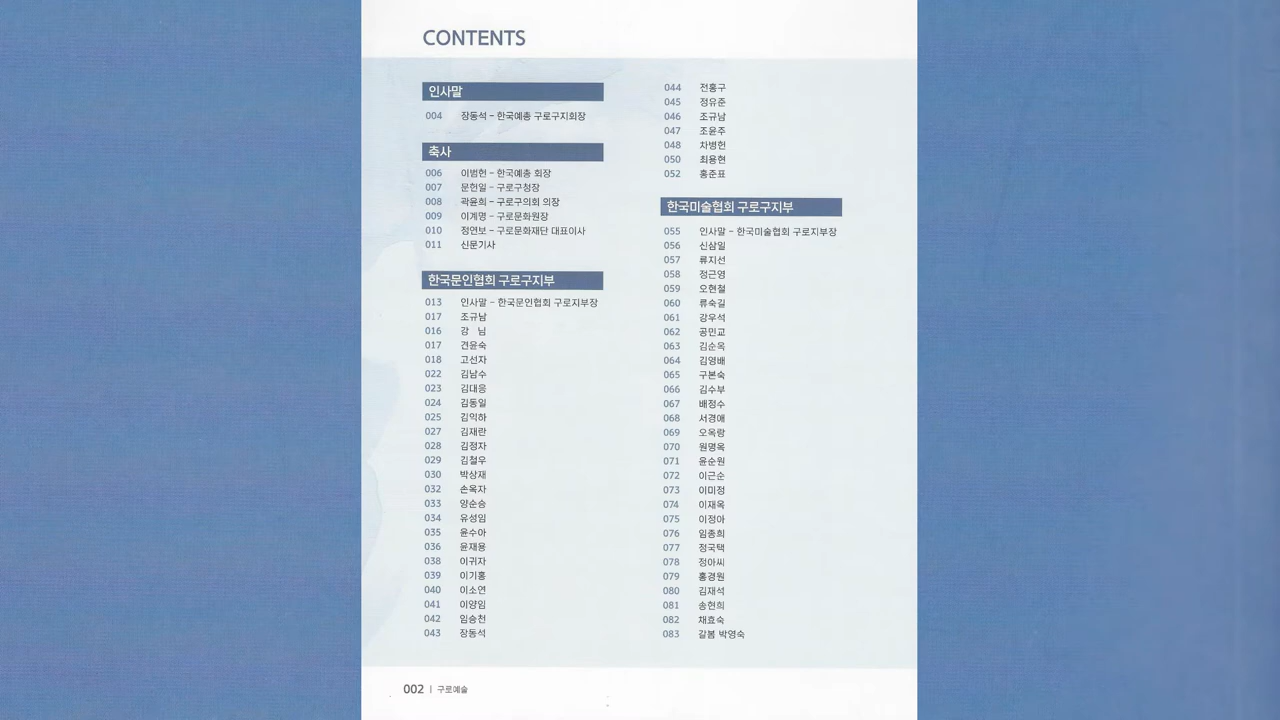 CONTENTS
인사말
004 장동석 - 한국예총 구로구지회장
축사
006 이범헌 - 한국예총 회장
007 문헌일 - 구로구청장
008 곽윤희 - 구로구의회 의장
009 이계명 - 구로문화원장
010 정연보 - 구로문화재단 대표이사
011 신문기사
한국문인협회 구로구지부
013 인사말 - 한국문인협회 구로지부장
017 조규남
016 강 님
017 견윤숙
018 고선자
022 김남수
023 김대응
024 김동일
025 김익하
027 김재란
028 김정자
029 김철우
030 박상재
032 손옥자
033 양순승
034 유성임
035 윤수아
036 윤재용
038 이귀자
039 이기홍
040 이소연
041 이양임
042 임승천
043 장동석
044 전홍구
045 정유준
046 조규남
047 조윤주
048 차병헌
050 최용현
052 홍준표
한국미술협회 구로구지부
055 인사말 - 한국미술협회 구로지부장
056 신삼일
057 류지선
058 정근영
059 오현철
060 류숙길
061 강우석
062 공민교
063 김순옥
064 김영배
065 구본숙
066 김수부
067 배정수
068 서경애
069 오옥랑
070 원명옥
071 윤순원
072 이근순
073 이미정
074 이재옥
075 이정아
076 임종희
077 정국택
078 정아씨
079 홍경원
080 김재석
081 송현희
082 채효숙
083 갈봄 박영숙
002 | 구로예술